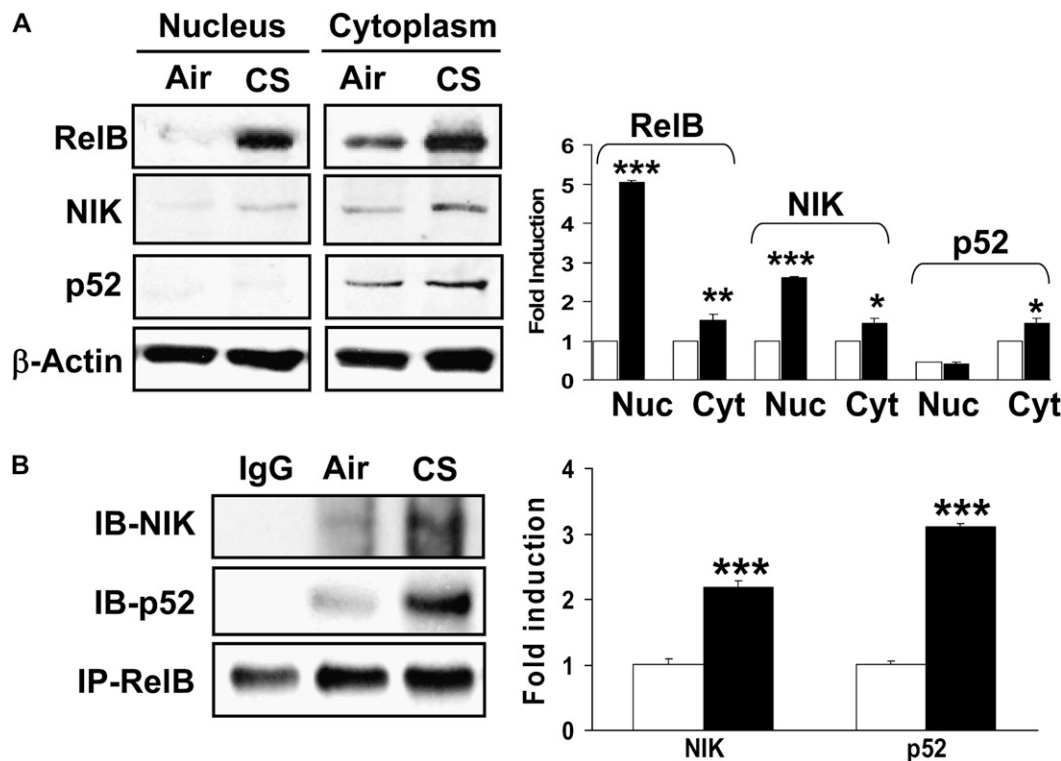 A
Nucleus Cytoplasm
Air CS Air CS
RelB
NIK
p52
β-Actin
RelB
NIK
p52
Fold Induction
6
5
4
3
2
1
0
***
**
***
*
*
Nuc Cyt Nuc Cyt Nuc Cyt
B
IgG Air CS
IB-NIK
IB-p52
IP-RelB
Fold induction
4
3
2
1
0
***
***
NIK p52